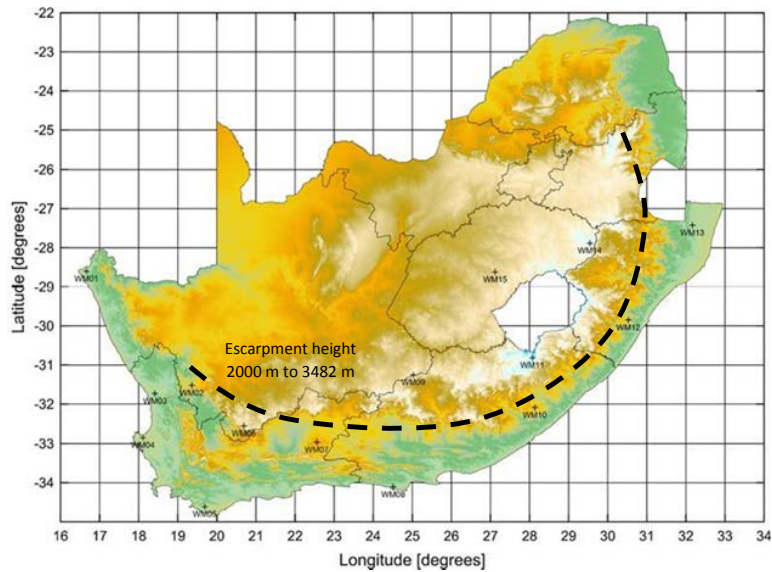 -22
-23
-24
-25
-26
-27
-28
-29
-30
-31
-32
-33
-34
-35
Latitude [degrees]
WM01
WM02
WM03
WM04
WM05
WM06
WM07
WM08
WM09
WM10
WM11
WM12
WM13
WM14
WM15
Escarpment height
2000 m to 3482 m
16 17 18 19 20 21 22 23 24 25 26 27 28 29 30 31 32 33 34
Longitude [degrees]